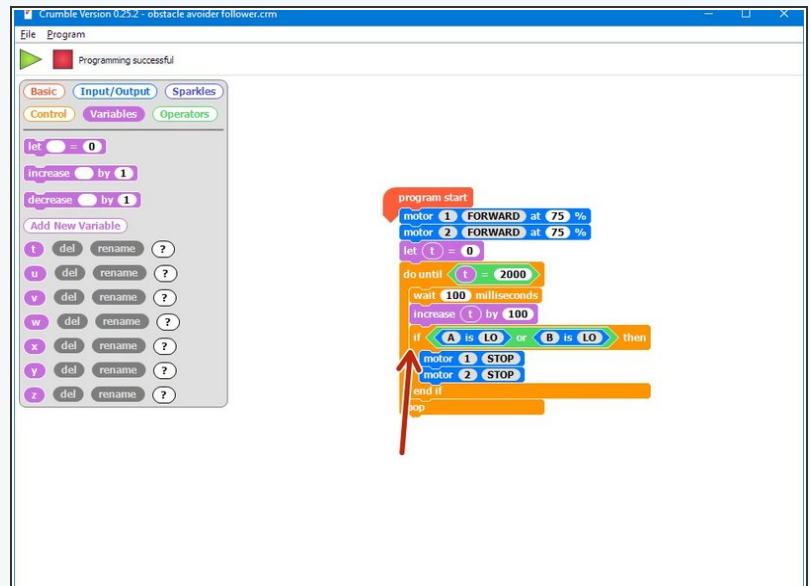 Crumble Version 0.25.2 - obstacle avoider follower.crm
File Program
Programming successful
Basic Input/Output Sparkles
Control Variables Operators
let = 0
increase by 1
decrease by 1
Add New Variable
t del rename ?
u del rename ?
v del rename ?
w del rename ?
x del rename ?
y del rename ?
z del rename ?
program start
motor 1 FORWARD at 75 %
motor 2 FORWARD at 75 %
let t = 0
do until t = 2000
wait 100 milliseconds
increase t by 100
if A is LO or B is LO then
motor 1 STOP
motor 2 STOP
end if
loop